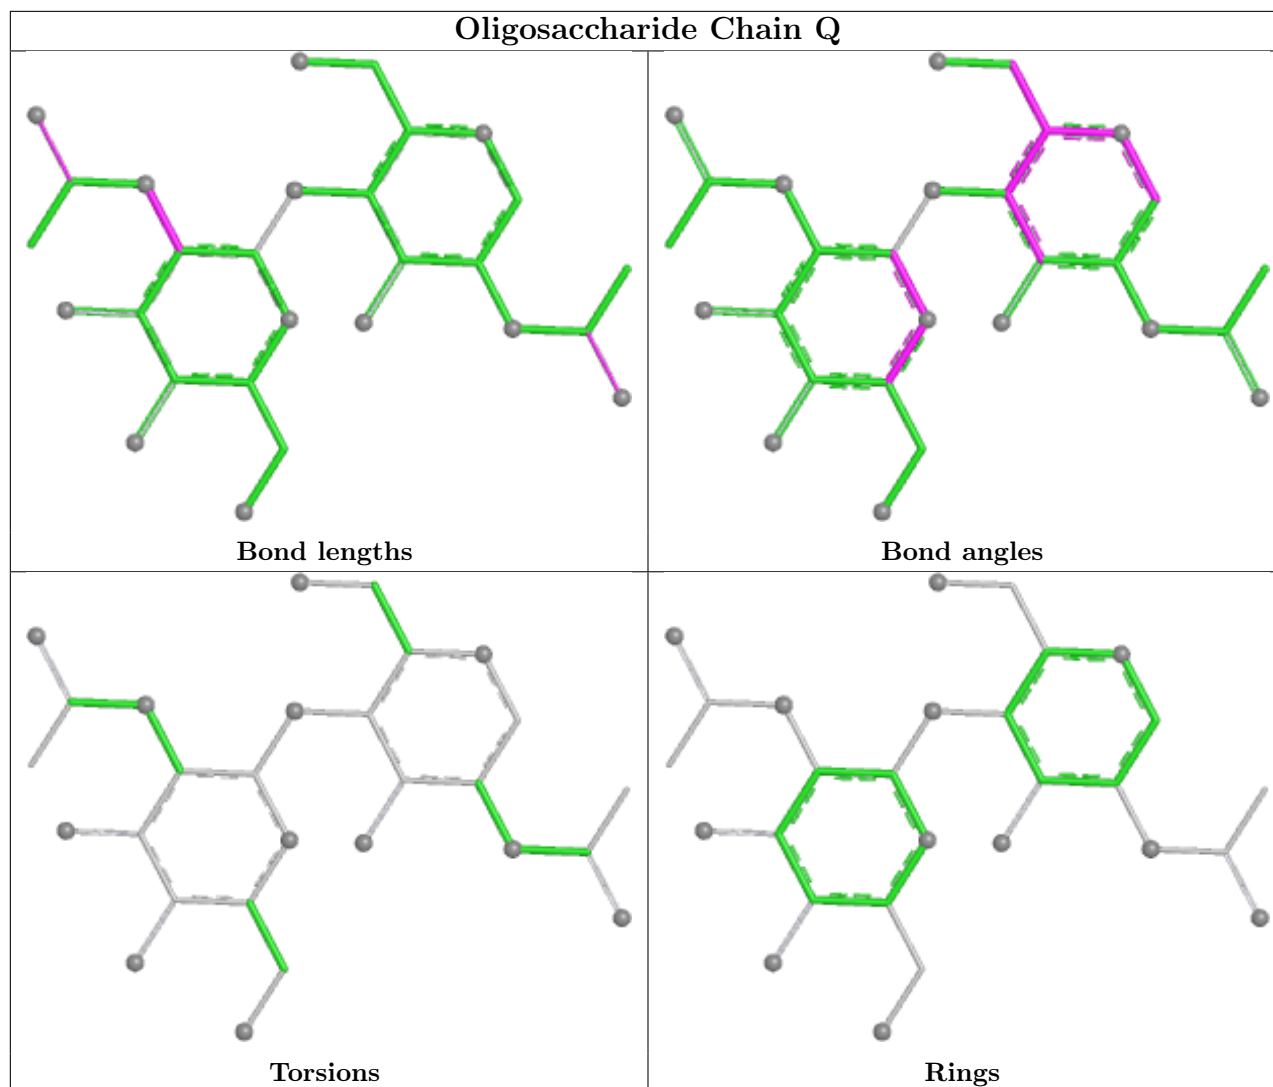 Oligosaccharide Chain Q
Bond lengths
Bond angles
Torsions
Rings